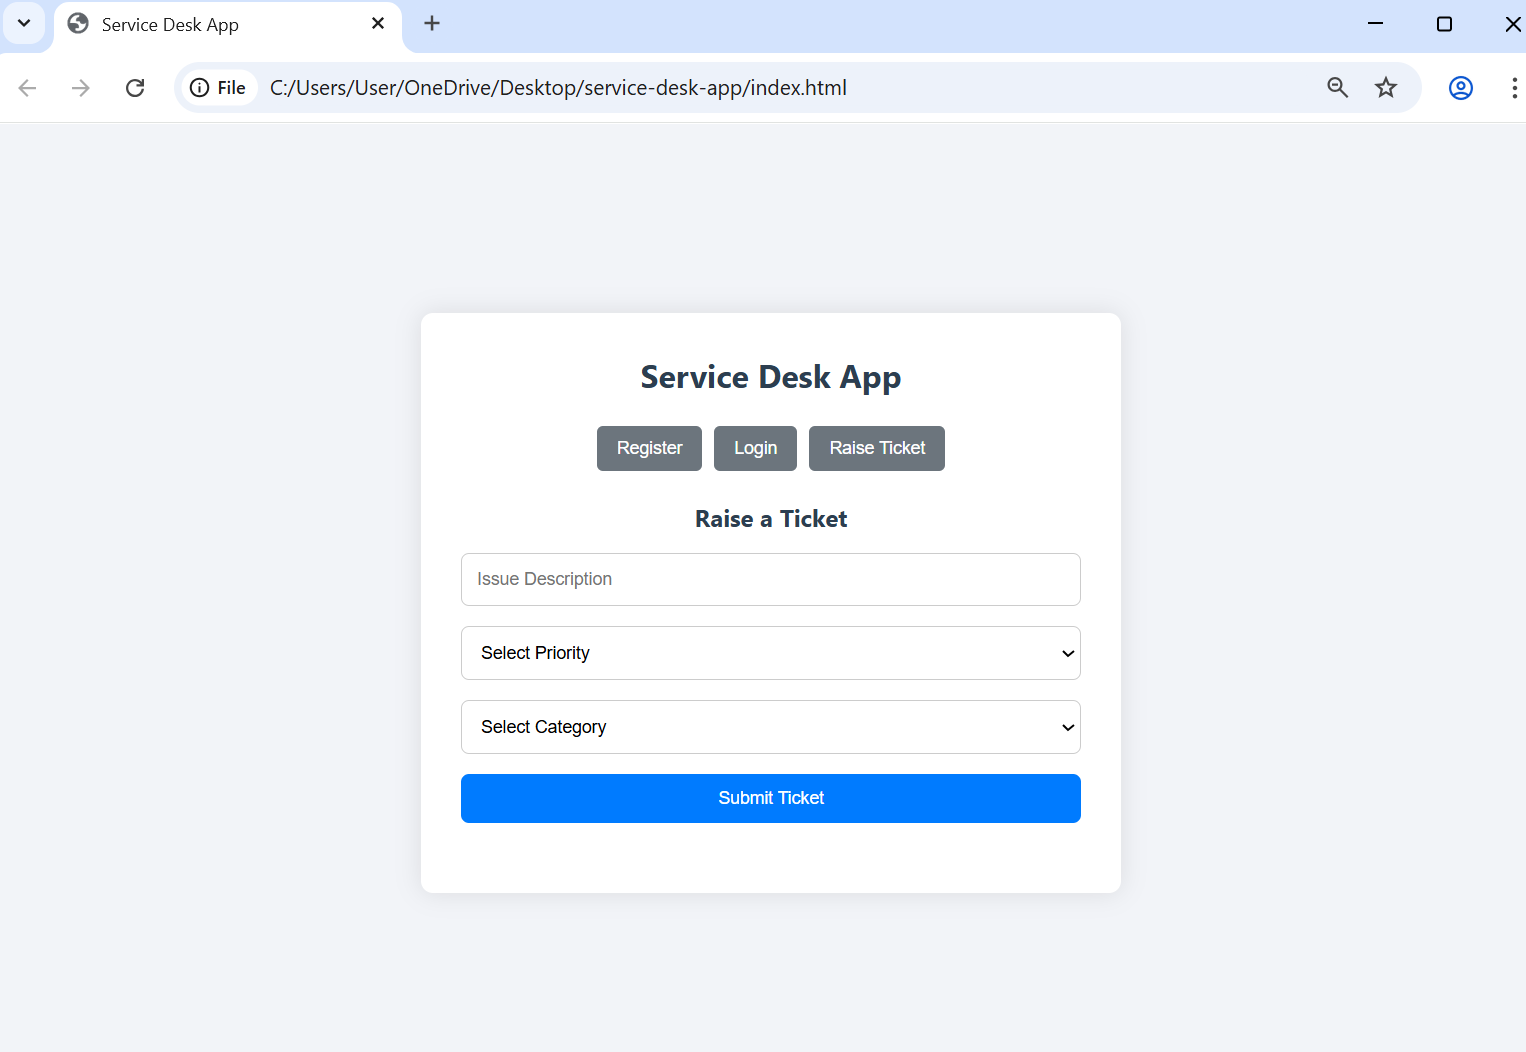 Service Desk App
File C:/Users/User/OneDrive/Desktop/service-desk-app/index.html
Service Desk App
Register Login Raise Ticket
Raise a Ticket
Issue Description
Select Priority
Select Category
Submit Ticket